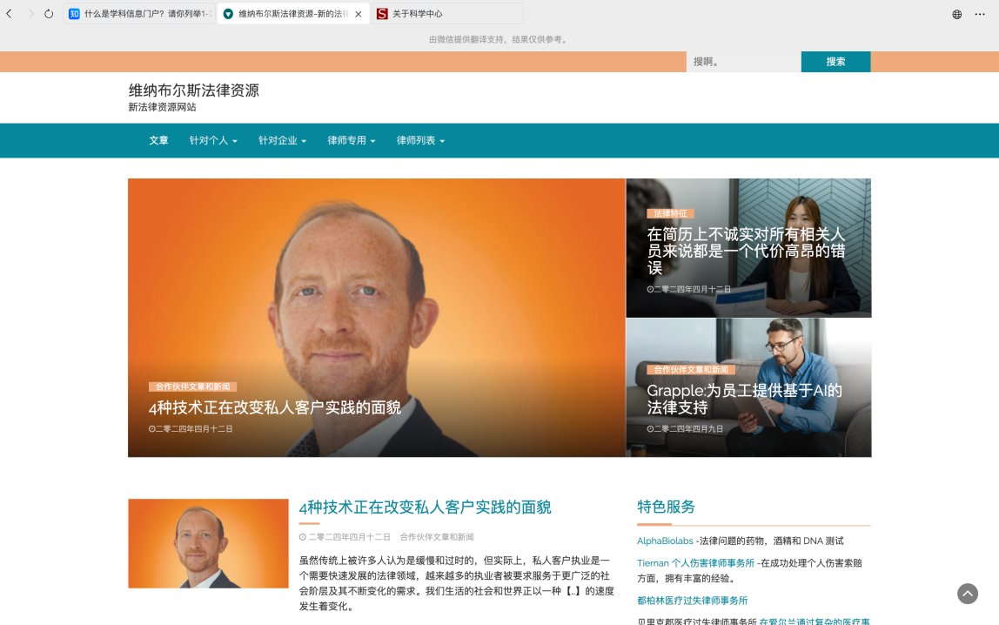 什么是学科信息门户？请你列举1-
维纳布尔斯法律资源-新的法律
关于科学中心
由微信提供翻译支持，结果仅供参考。
搜啊。
搜索
维纳布尔斯法律资源
新法律资源网站
文章 针对个人 针对企业 律师专用 律师列表
合作伙伴文章和新闻
4种技术正在改变私人客户实践的面貌
二零二四年四月十二日
法律特征
在简历上不诚实对所有相关人
员来说都是一个代价高昂的错
误
二零二四年四月十二日
合作伙伴文章和新闻
Grapple:为员工提供基于AI的
法律支持
二零二四年四月九日
4种技术正在改变私人客户实践的面貌
二零二四年四月十二日 合作伙伴文章和新闻
虽然传统上被许多人认为是缓慢和过时的，但实际上，私人客户执业是一
个需要快速发展的法律领域，越来越多的执业者被要求服务于更广泛的社
会阶层及其不断变化的需求。我们生活的社会和世界正以一种【..】的速度
发生着变化。
特色服务
AlphaBiolabs -法律问题的药物，酒精和 DNA 测试
Tiernan 个人伤害律师事务所 -在成功处理个人伤害索赔
方面，拥有丰富的经验。
都柏林医疗过失律师事务所
贝里克郡医疗过失律师事务所 在爱尔兰通过复杂的医疗事